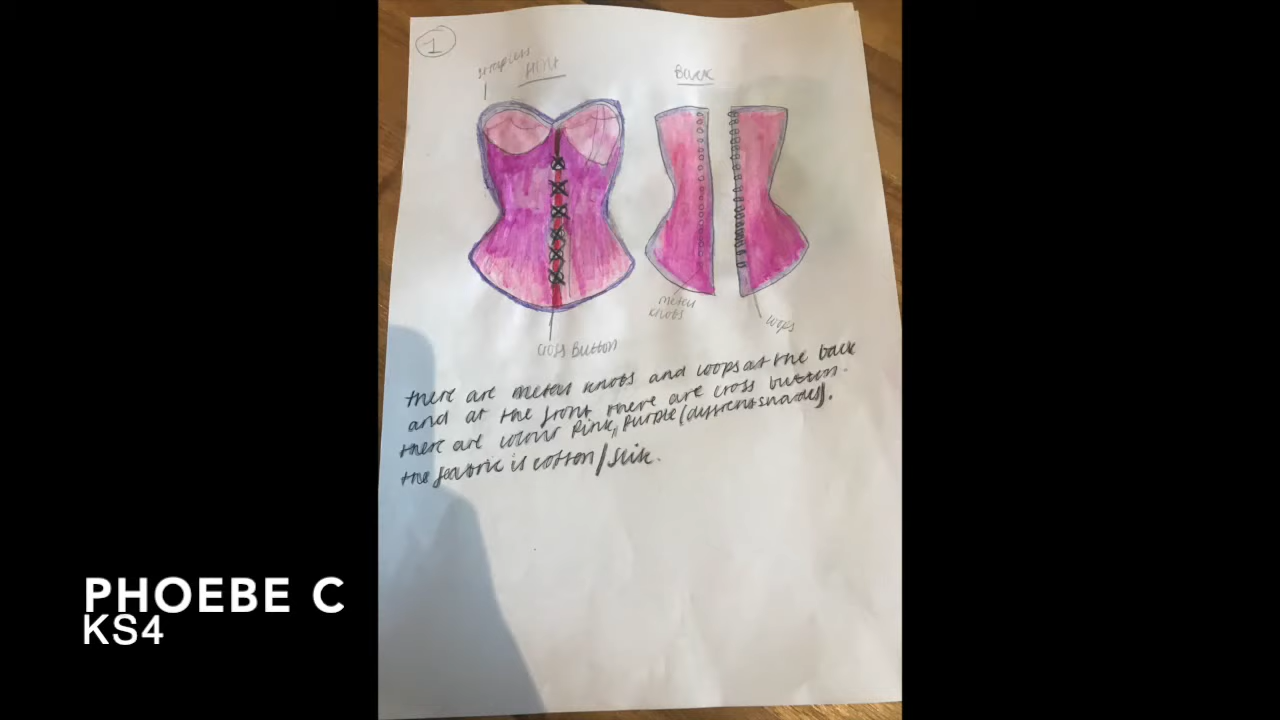 1
strapless
Front
Back
metal
knobs
loops
cross Button
there are metal knobs and loops at the back
and at the front there are cross button.
there are colour Pink, Purple (different shades).
the fabric is cotton/silk.
PHOEBE C
KS4